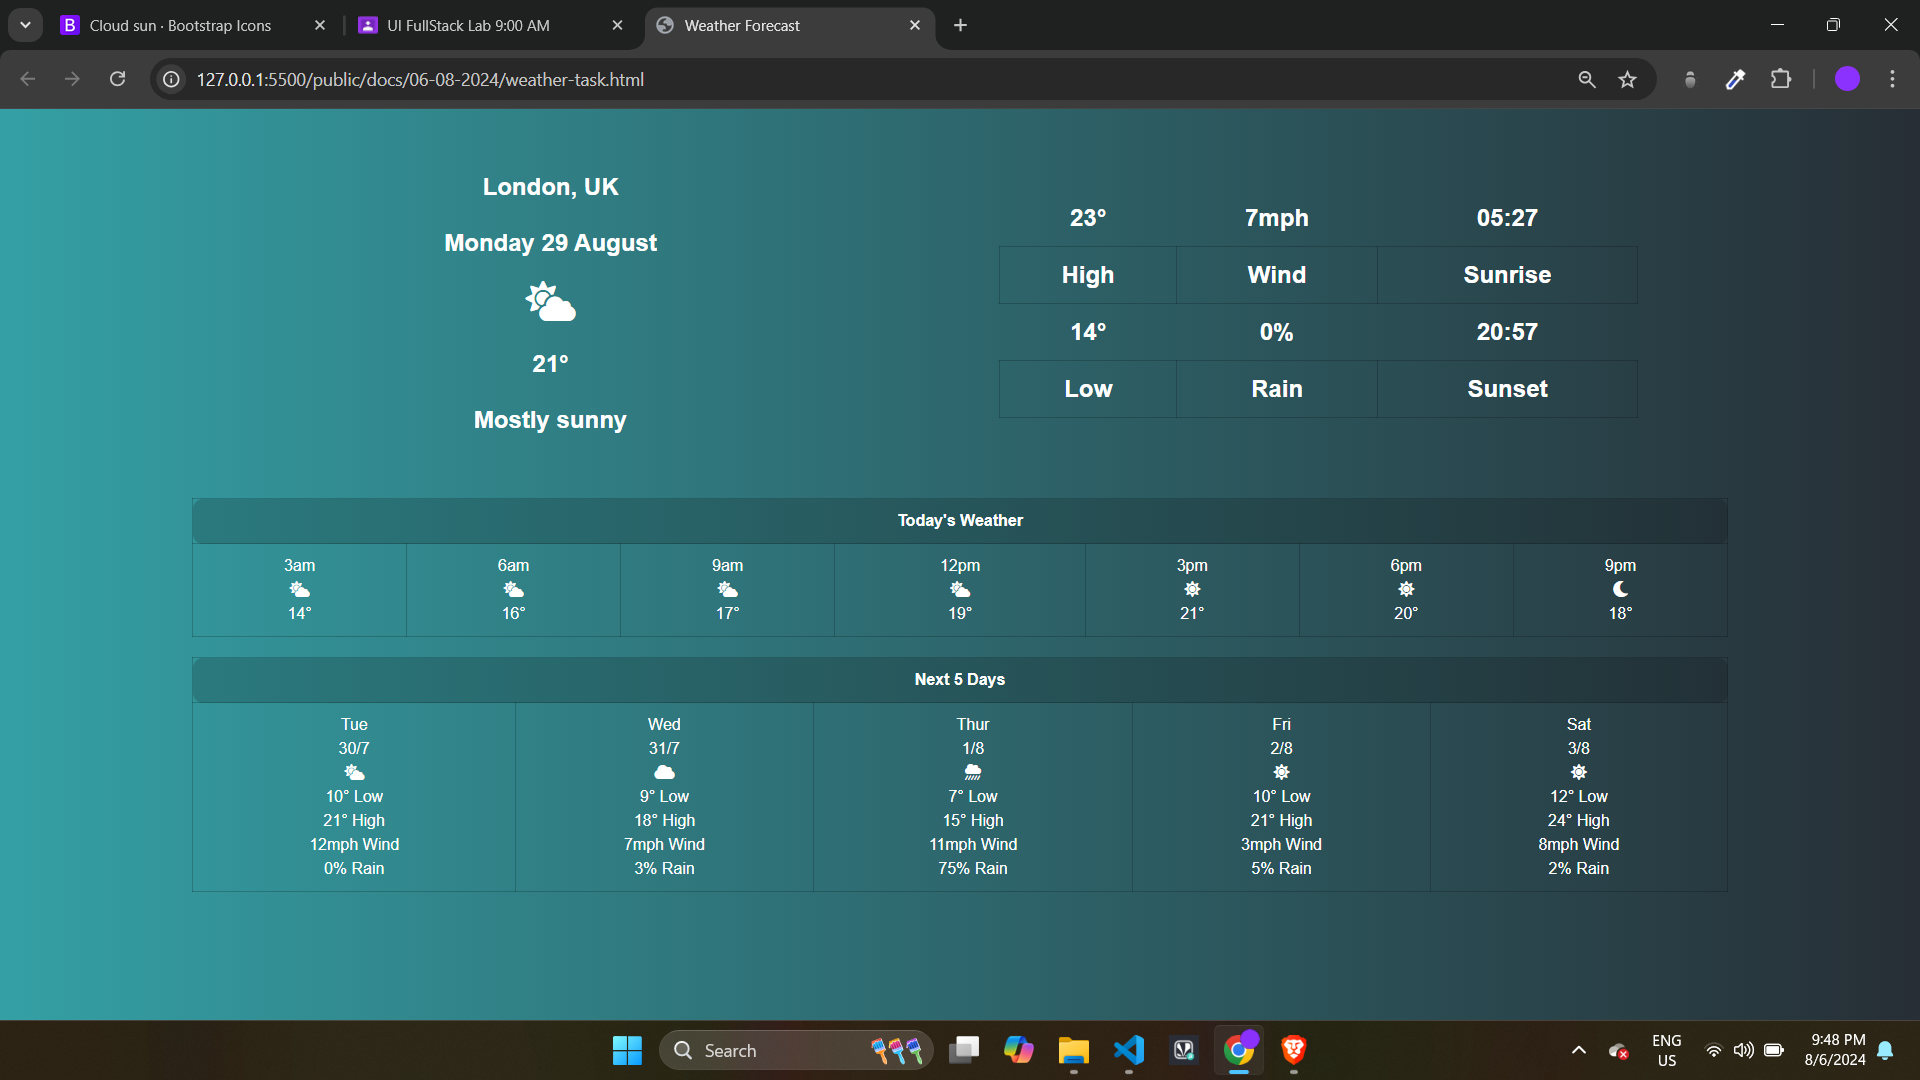 Cloud sun · Bootstrap Icons
UI FullStack Lab 9:00 AM
Weather Forecast
127.0.0.1:5500/public/docs/06-08-2024/weather-task.html
London, UK
Monday 29 August
21°
Mostly sunny
23° 7mph 05:27
High Wind Sunrise
14° 0% 20:57
Low Rain Sunset
Today's Weather
3am 6am 9am 12pm 3pm 6pm 9pm
14° 16° 17° 19° 21° 20° 18°
Next 5 Days
Tue Wed Thur Fri Sat
30/7 31/7 1/8 2/8 3/8
10° Low 9° Low 7° Low 10° Low 12° Low
21° High 18° High 15° High 21° High 24° High
12mph Wind 7mph Wind 11mph Wind 3mph Wind 8mph Wind
0% Rain 3% Rain 75% Rain 5% Rain 2% Rain
Search
ENG
US
9:48 PM
8/6/2024